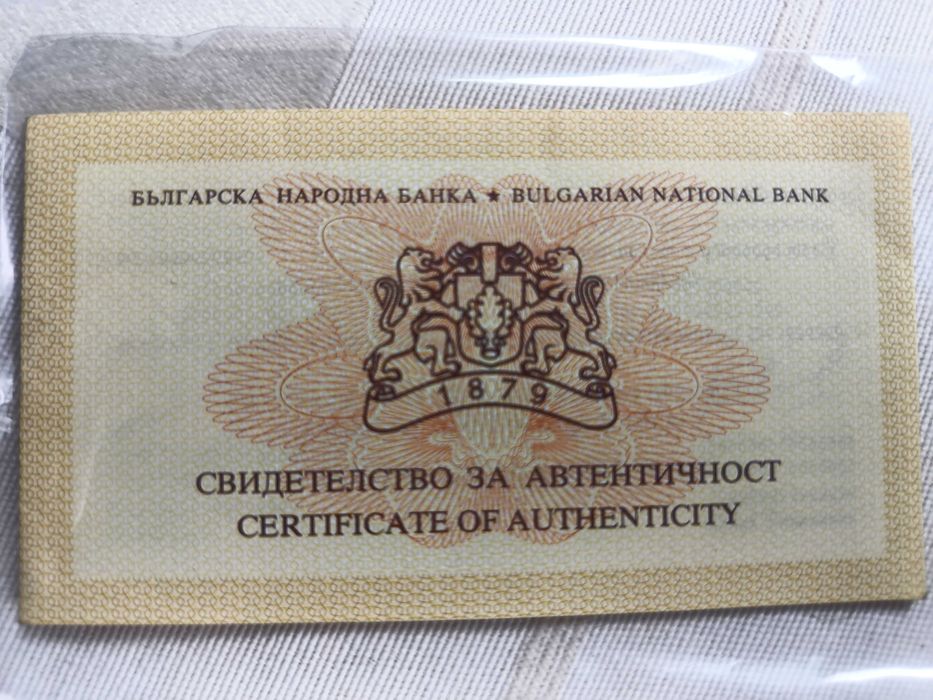 БЪЛГАРСКА НАРОДНА БАНКА ★ BULGARIAN NATIONAL BANK
1879
СВИДЕТЕЛСТВО ЗА АВТЕНТИЧНОСТ
CERTIFICATE OF AUTHENTICITY